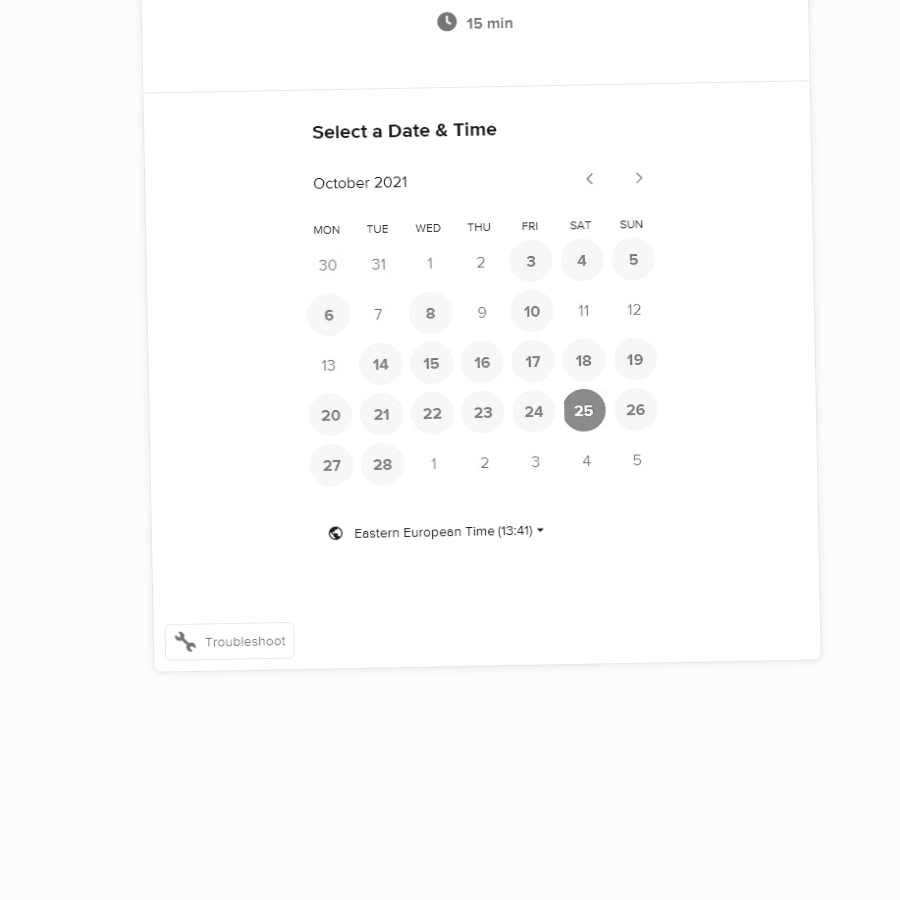 15 min
Select a Date & Time
October 2021
MON TUE WED THU FRI SAT SUN
30 31 1 2 3 4 5
6 7 8 9 10 11 12
13 14 15 16 17 18 19
20 21 22 23 24 25 26
27 28 1 2 3 4 5
Eastern European Time (13:41)
Troubleshoot